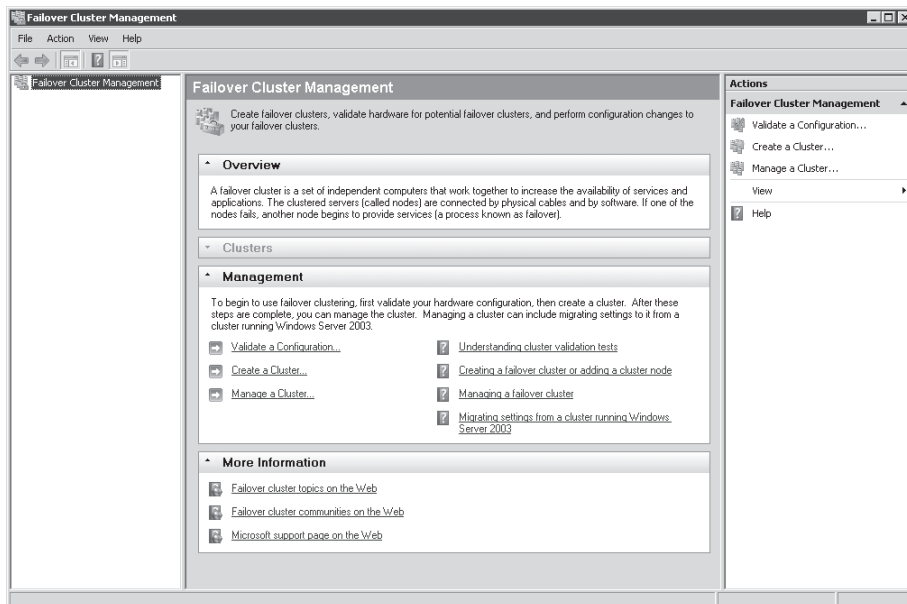 Failover Cluster Management
File Action View Help
Failover Cluster Management
Failover Cluster Management
Create failover clusters, validate hardware for potential failover clusters, and perform configuration changes to
your failover clusters.
Overview
A failover cluster is a set of independent computers that work together to increase the availability of services and
applications. The clustered servers (called nodes) are connected by physical cables and by software. If one of the
nodes fails, another node begins to provide services (a process known as failover).
Clusters
Management
To begin to use failover clustering, first validate your hardware configuration, then create a cluster. After these
steps are complete, you can manage the cluster. Managing a cluster can include migrating settings to it from a
cluster running Windows Server 2003.
Validate a Configuration...
Create a Cluster...
Manage a Cluster...
Understanding cluster validation tests
Creating a failover cluster or adding a cluster node
Managing a failover cluster
Migrating settings from a cluster running Windows
Server 2003
More Information
Failover cluster topics on the Web
Failover cluster communities on the Web
Microsoft support page on the Web
Actions
Failover Cluster Management
Validate a Configuration...
Create a Cluster...
Manage a Cluster...
View
Help